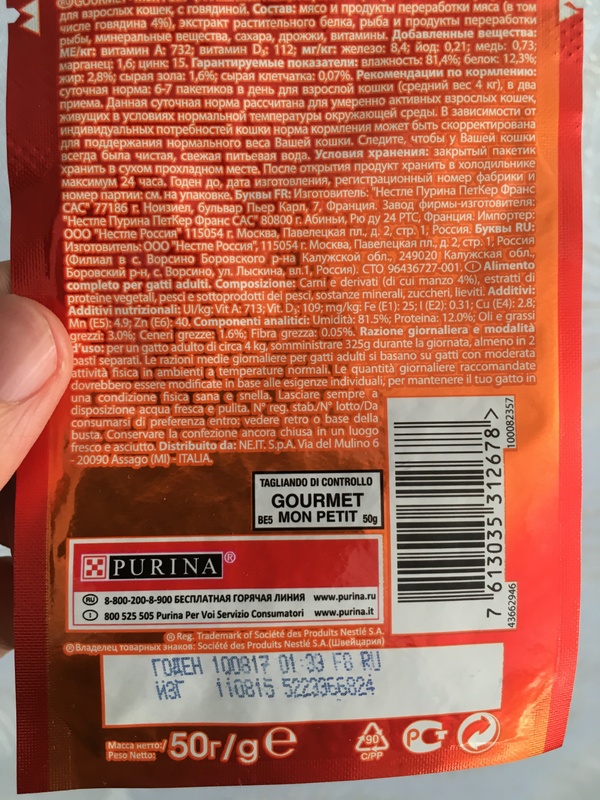 для взрослых кошек с говядиной. Состав: мясо и продукты переработки мяса (в том
числе говядина 4%), экстракт растительного белка, рыба и продукты переработки
рыбы, минеральные вещества, сахара, дрожжи, витамины. Добавленные вещества:
МЕ/кг: витамин А: 732; витамин D₃: 112; мг/кг: железо: 8,4; йод: 0,21; медь: 0,73;
марганец: 1,6; цинк: 15. Гарантируемые показатели: влажность: 81,4%; белок: 12,3%;
жир: 2,8%; сырая зола: 1,6%; сырая клетчатка: 0,07%. Рекомендации по кормлению:
суточная норма: 6-7 пакетиков в день для взрослой кошки (средний вес 4 кг), в два
приема. Данная суточная норма рассчитана для умеренно активных взрослых кошек,
живущих в условиях нормальной температуры окружающей среды. В зависимости от
индивидуальных потребностей кошки норма кормления может быть скорректирована
для поддержания нормального веса Вашей кошки. Следите, чтобы у Вашей кошки
всегда была чистая, свежая питьевая вода. Условия хранения: закрытый пакетик
хранить в сухом прохладном месте. После открытия продукт хранить в холодильнике
максимум 24 часа. Годен до, дата изготовления, регистрационный номер фабрики и
номер партии: см. на упаковке. Буквы FR: Изготовитель: "Нестле Пурина ПетКер Франс
САС" 77186 г. Ноизиел, бульвар Пьер Карл, 7, Франция. Завод фирмы-изготовителя:
"Нестле Пурина ПетКер Франс САС" 80800 г. Абиньи, Рю ду 24 РТС, Франция. Импортер:
ООО "Нестле Россия" 115054 г. Москва, Павелецкая пл., д. 2, стр. 1, Россия. Буквы RU:
Изготовитель: ООО "Нестле Россия", 115054 г. Москва, Павелецкая пл., д. 2, стр. 1, Россия
(Филиал в с. Ворсино Боровского р-на Калужской обл., 249020 Калужская обл.,
Боровский р-н, с. Ворсино, ул. Лыскина, вл.1, Россия). СТО 96436727-001. I Alimento
completo per gatti adulti. Composizione: Carni e derivati (di cui manzo 4%), estratti di
proteine vegetali, pesci e sottoprodotti dei pesci, sostanze minerali, zuccheri, lieviti. Additivi:
Additivi nutrizionali: UI/kg: Vit A: 713; Vit. D₃: 109; mg/kg: Fe (E1): 25; I (E2): 0.31; Cu (E4): 2.8;
Mn (E5): 4.9; Zn (E6): 40. Componenti analitici: Umidità: 81.5%; Proteina: 12.0%; Oli e grassi
grezzi: 3.0%; Ceneri grezze: 1.6%; Fibra grezza: 0.05%. Razione giornaliera e modalità
d'uso: per un gatto adulto di circa 4 kg, somministrare 325g durante la giornata, almeno in 2
pasti separati. Le razioni medie giornaliere per gatti adulti si basano su gatti con moderata
attività fisica in ambienti a temperature normali. Le quantità giornaliere raccomandate
dovrebbero essere modificate in base alle esigenze individuali, per mantenere il tuo gatto in
una condizione fisica sana e snella. Lasciare sempre a
disposizione acqua fresca e pulita. N° reg. stab./N° lotto/Da
consumarsi di preferenza entro: vedere retro o base della
busta. Conservare la confezione ancora chiusa in un luogo
fresco e asciutto. Distribuito da: NE.IT. S.p.A. Via del Mulino 6
- 20090 Assago (MI) - ITALIA.
TAGLIANDO DI CONTROLLO
GOURMET
BE5 MON PETIT 50g
7 613035 312678 >
100082357
43662946
PURINA®
RU 8-800-200-8-900 БЕСПЛАТНАЯ ГОРЯЧАЯ ЛИНИЯ www.purina.ru
I 800 525 505 Purina Per Voi Servizio Consumatori www.purina.it
® Reg. Trademark of Société des Produits Nestlé S.A.
® Владелец товарных знаков: Société des Produits Nestlé S.A. (Швейцария)
ГОДЕН 100817 01:33 FG RU
ИЗГ 110815 5223966824
Масса нетто:/
Peso Netto: 50г/g e
90
C/PP
РСТ